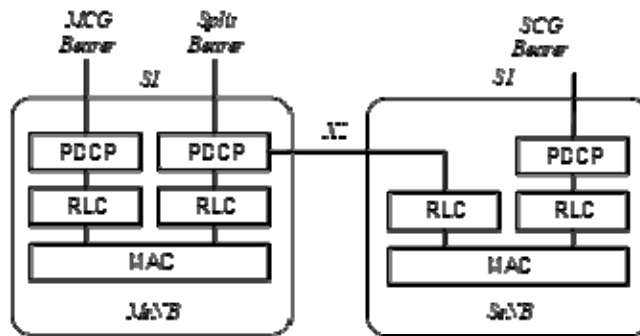 MCG
Bearer
Split
Bearer
SCG
Bearer
S1
S1
X2
PDCP
PDCP
PDCP
RLC
RLC
RLC
RLC
MAC
MAC
MeNB
SeNB